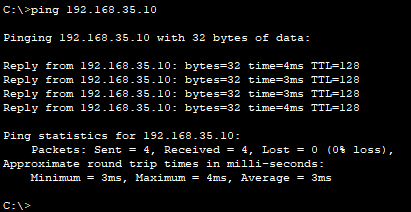 C:\>ping 192.168.35.10
Pinging 192.168.35.10 with 32 bytes of data:
Reply from 192.168.35.10: bytes=32 time=4ms TTL=128
Reply from 192.168.35.10: bytes=32 time=4ms TTL=128
Reply from 192.168.35.10: bytes=32 time=3ms TTL=128
Reply from 192.168.35.10: bytes=32 time=3ms TTL=128
Ping statistics for 192.168.35.10:
    Packets: Sent = 4, Received = 4, Lost = 0 (0% loss),
Approximate round trip times in milli-seconds:
    Minimum = 3ms, Maximum = 4ms, Average = 3ms
C:\>